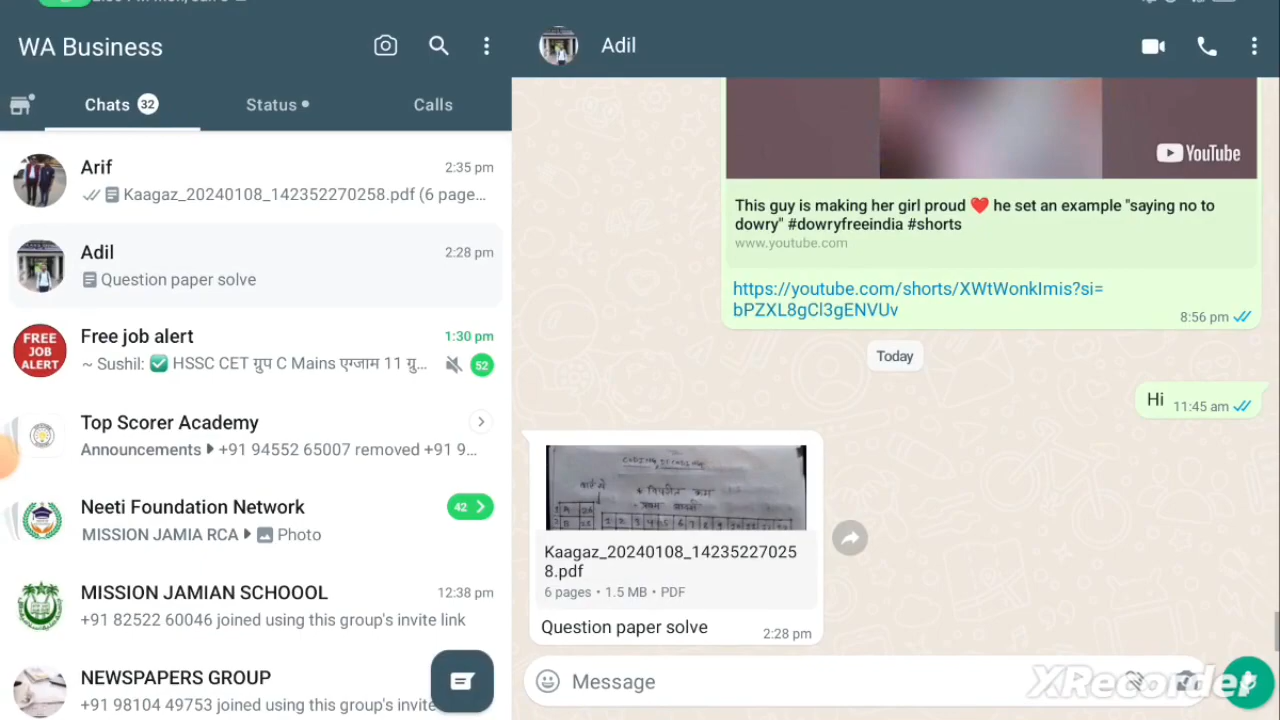 WA Business
Chats 32
Status
Calls
Arif
2:35 pm
Kaagaz_20240108_142352270258.pdf (6 page...
Adil
2:28 pm
Question paper solve
FREE JOB ALERT
Free job alert
1:30 pm
~ Sushil: ✅ HSSC CET ग्रुप C Mains एग्जाम 11 ग्रु...
52
Top Scorer Academy
Announcements +91 94552 65007 removed +91 9...
Neeti Foundation Network
42
MISSION JAMIA RCA Photo
MISSION JAMIAN SCHOOOL
12:38 pm
+91 82522 60046 joined using this group's invite link
NEWSPAPERS GROUP
+91 98104 49753 joined using this group's invite
Adil
YouTube
This guy is making her girl proud ❤️ he set an example "saying no to
dowry" #dowryfreeindia #shorts
www.youtube.com
https://youtube.com/shorts/XWtWonkImis?si=
bPZXL8gCl3gENVUv
8:56 pm
Today
Hi
11:45 am
Kaagaz_20240108_14235227025
8.pdf
6 pages • 1.5 MB • PDF
Question paper solve
2:28 pm
Message
XRecorder